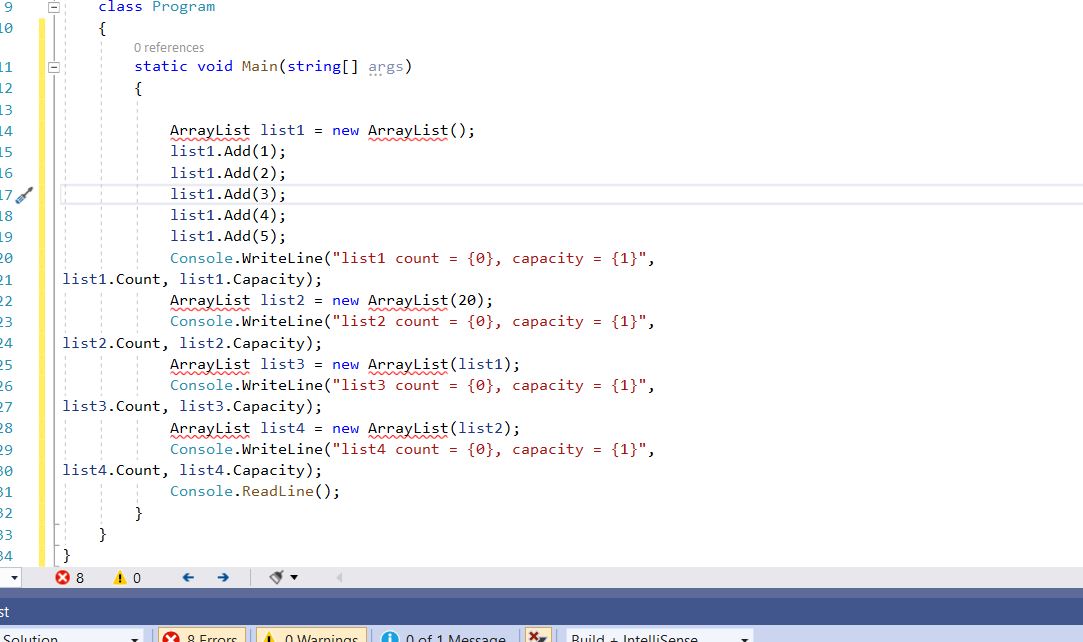 9 class Program
10 {
0 references
11 static void Main(string[] args)
12 {
13
14 ArrayList list1 = new ArrayList();
15 list1.Add(1);
16 list1.Add(2);
17 list1.Add(3);
18 list1.Add(4);
19 list1.Add(5);
20 Console.WriteLine("list1 count = {0}, capacity = {1}",
21 list1.Count, list1.Capacity);
22 ArrayList list2 = new ArrayList(20);
23 Console.WriteLine("list2 count = {0}, capacity = {1}",
24 list2.Count, list2.Capacity);
25 ArrayList list3 = new ArrayList(list1);
26 Console.WriteLine("list3 count = {0}, capacity = {1}",
27 list3.Count, list3.Capacity);
28 ArrayList list4 = new ArrayList(list2);
29 Console.WriteLine("list4 count = {0}, capacity = {1}",
30 list4.Count, list4.Capacity);
31 Console.ReadLine();
32 }
33 }
34 }
8 0
st
Solution 8 Errors 0 Warnings 0 of 1 Message Build + IntelliSense